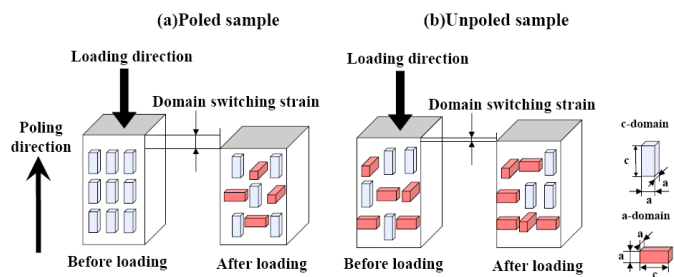 (a)Poled sample
(b)Unpoled sample
Loading direction
Loading direction
Domain switching strain
Domain switching strain
Poling
direction
c-domain
c
a
a
a-domain
a
a
c
Before loading
After loading
Before loading
After loading